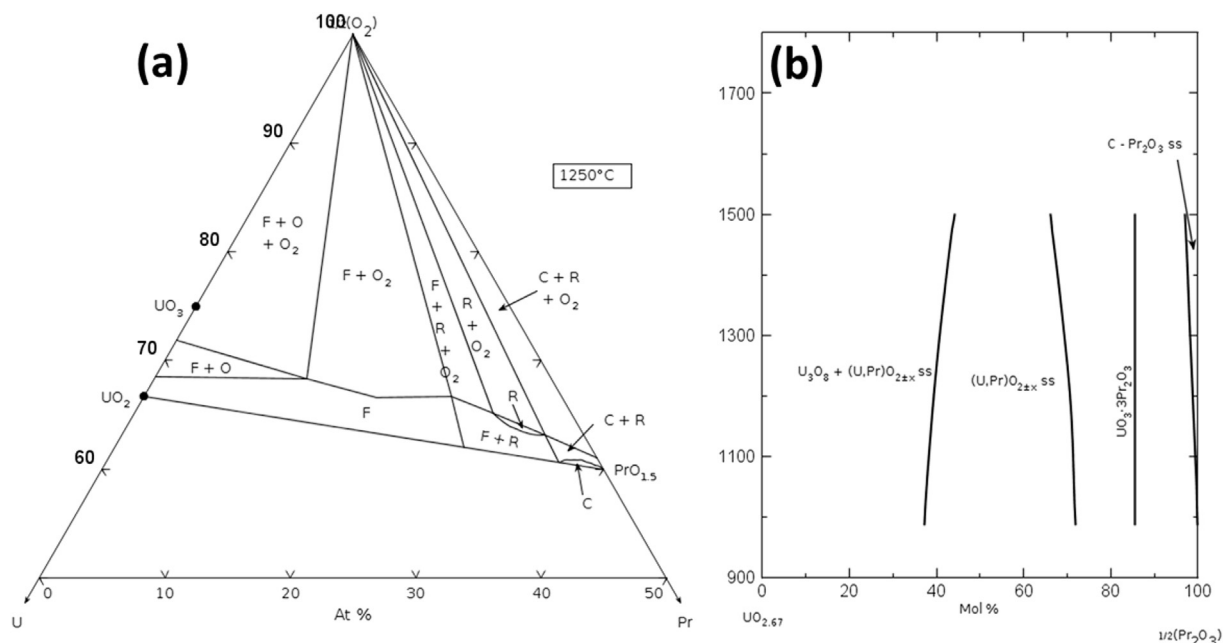 (a)
100
1/2(O2)
90
1250°C
F + O
+ O2
80
F + O2
C + R
+ O2
UO3
F
+
R
+
O2
R
+
O2
70
F + O
UO2
F
R
C + R
F + R
60
PrO1.5
C
0 10 20 30 40 50
U At % Pr
(b)
1700
C - Pr2O3 ss
1500
1300
U3O8 + (U,Pr)O2±x ss
(U,Pr)O2±x ss
UO3·3Pr2O3
1100
900
0 20 40 60 80 100
Mol %
UO2.67
1/2(Pr2O3)